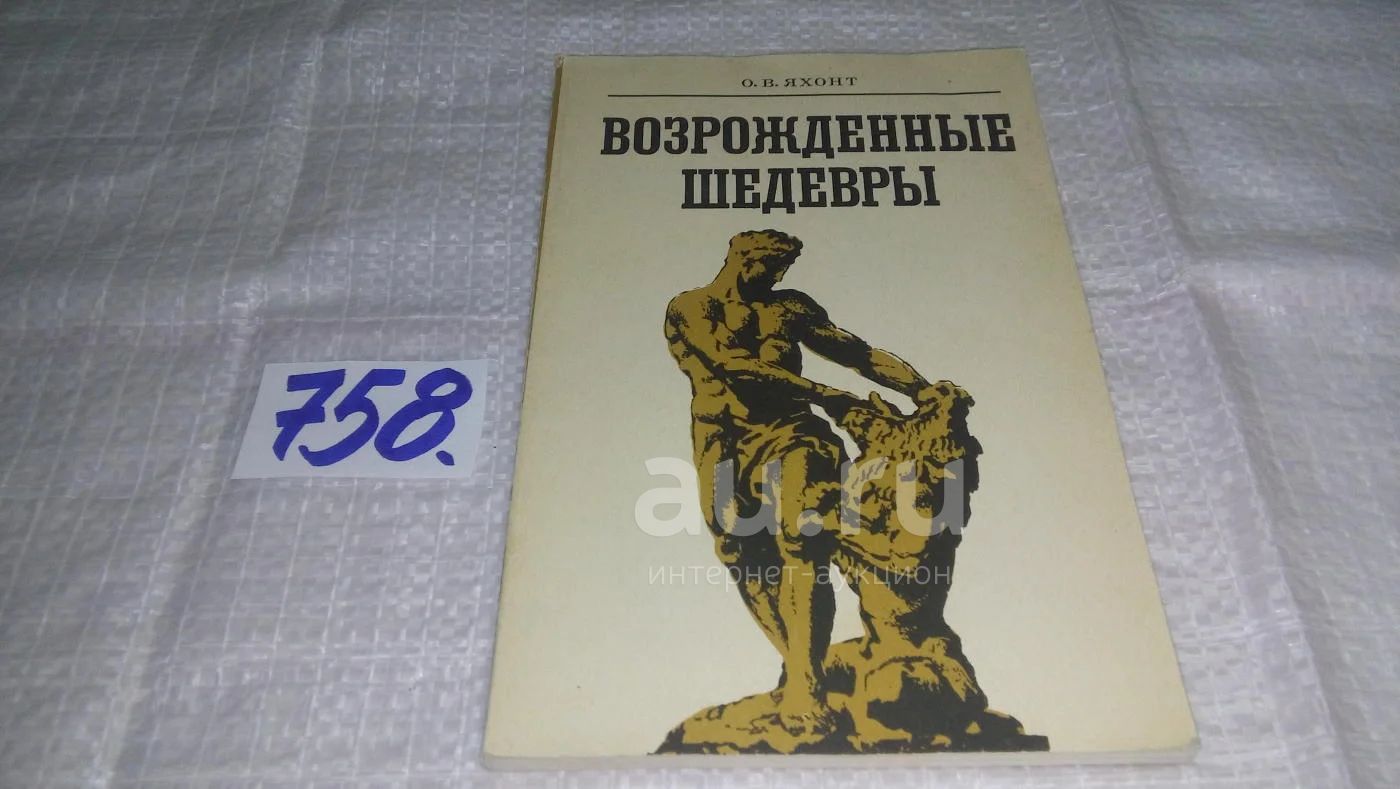 О. В. ЯХОНТ
ВОЗРОЖДЕННЫЕ
ШЕДЕВРЫ
758.
au.ru
интернет-аукцион